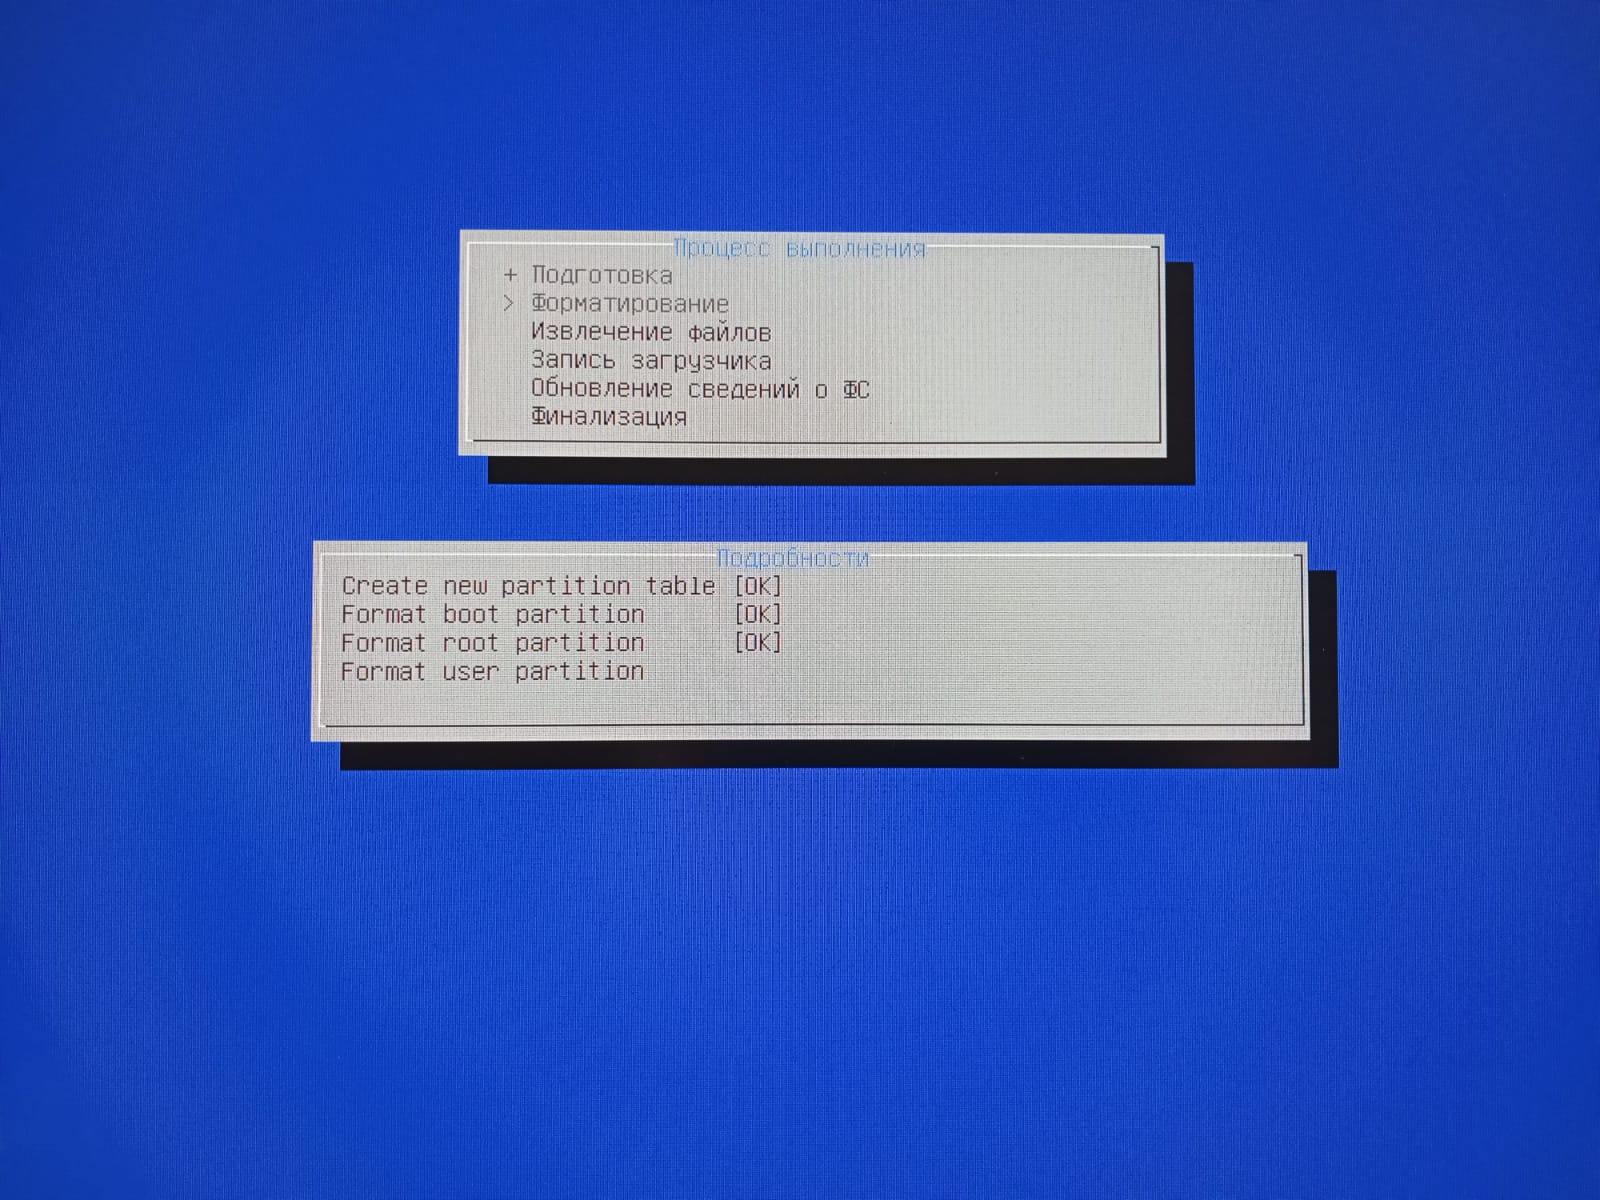 Процесс выполнения
+ Подготовка
> Форматирование
Извлечение файлов
Запись загрузчика
Обновление сведений о ФС
Финализация
Подробности
Create new partition table [OK]
Format boot partition [OK]
Format root partition [OK]
Format user partition